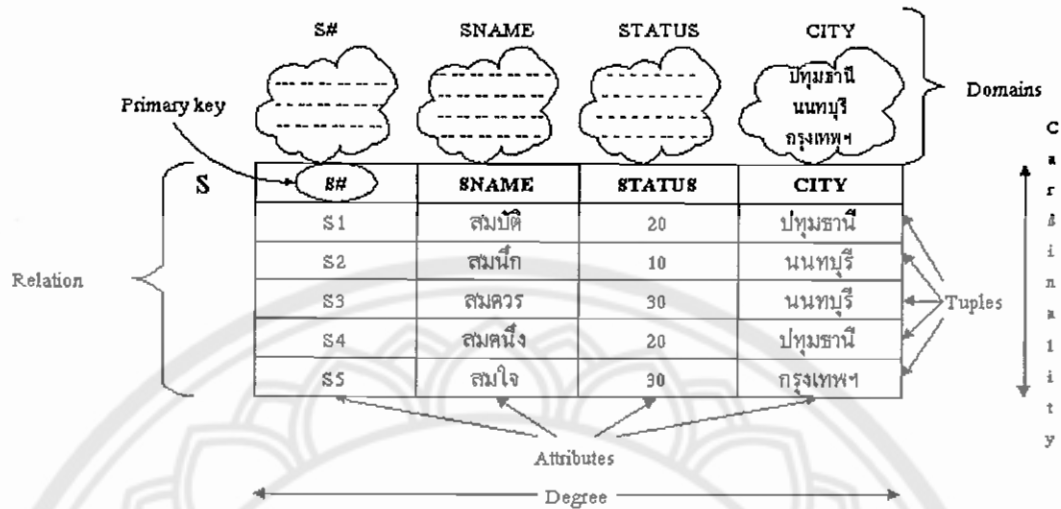 S# SNAME STATUS CITY
ปทุมธานี
นนทบุรี
กรุงเทพฯ
Domains
Primary key
Cardinality
S
S# SNAME STATUS CITY
S1 สมบัติ 20 ปทุมธานี
S2 สมนึก 10 นนทบุรี
S3 สมควร 30 นนทบุรี
S4 สมคนึง 20 ปทุมธานี
S5 สมใจ 30 กรุงเทพฯ
Relation
Tuples
Attributes
Degree